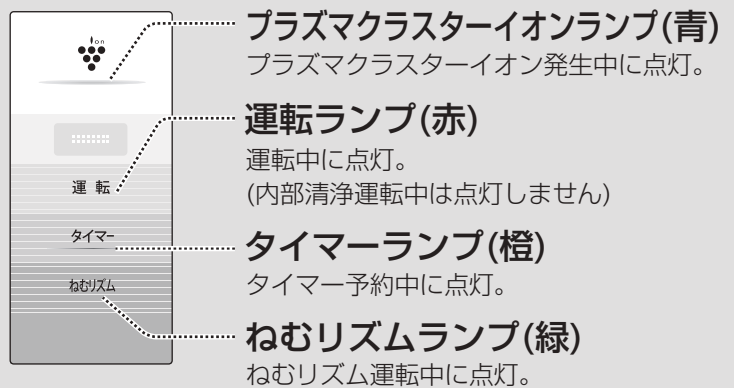 ion
プラズマクラスターイオンランプ(青)
プラズマクラスターイオン発生中に点灯。
運転ランプ(赤)
運転中に点灯。
(内部清浄運転中は点灯しません)
運 転
タイマー
タイマーランプ(橙)
タイマー予約中に点灯。
ねむリズム
ねむリズムランプ(緑)
ねむリズム運転中に点灯。